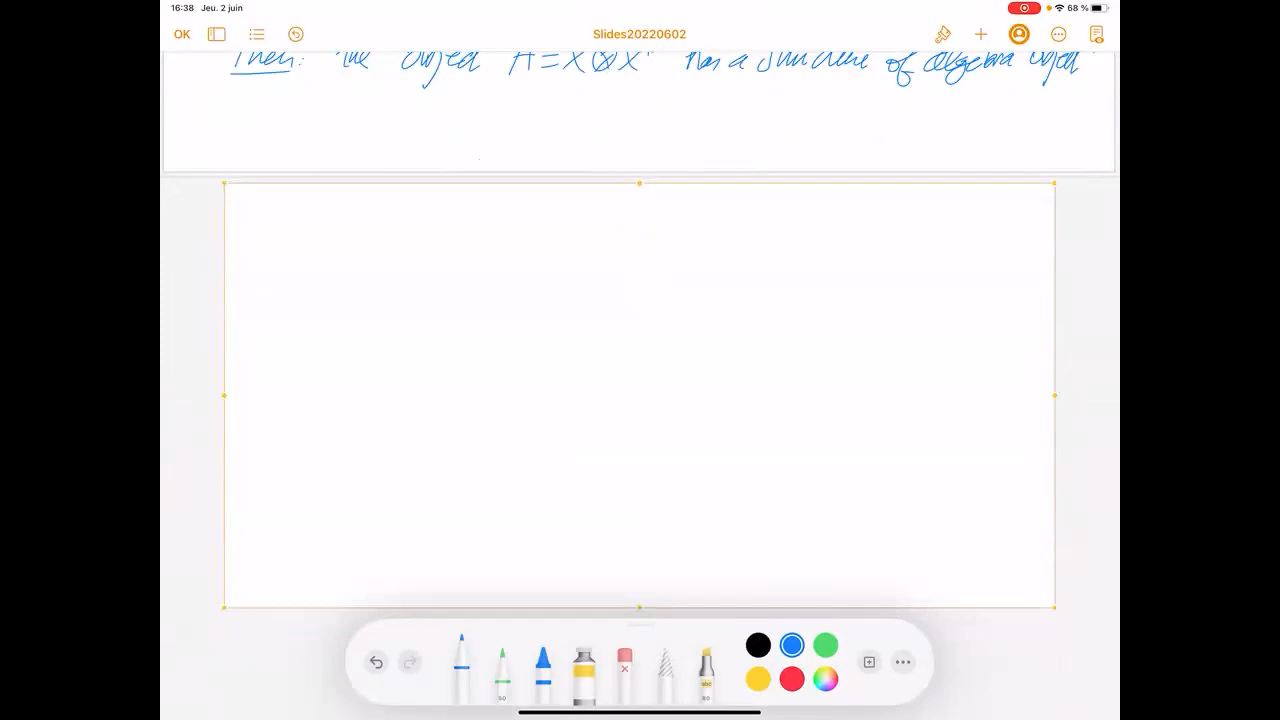 16:38 Jeu. 2 juin 68 %
OK Slides20220602
Then: the object A = X ⊗ X* has a structure of algebra object